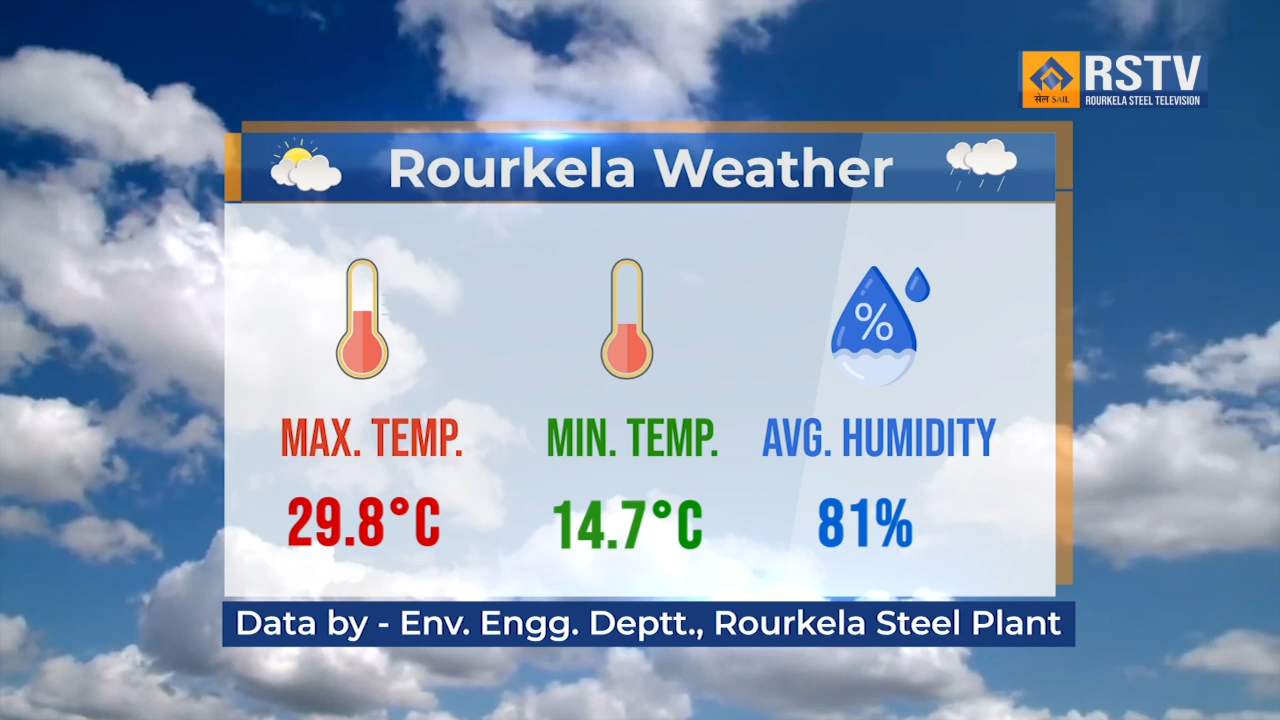 RSTV
सेल SAIL
ROURKELA STEEL TELEVISION
Rourkela Weather
%
MAX. TEMP.
MIN. TEMP.
AVG. HUMIDITY
29.8°C
14.7°C
81%
Data by - Env. Engg. Deptt., Rourkela Steel Plant